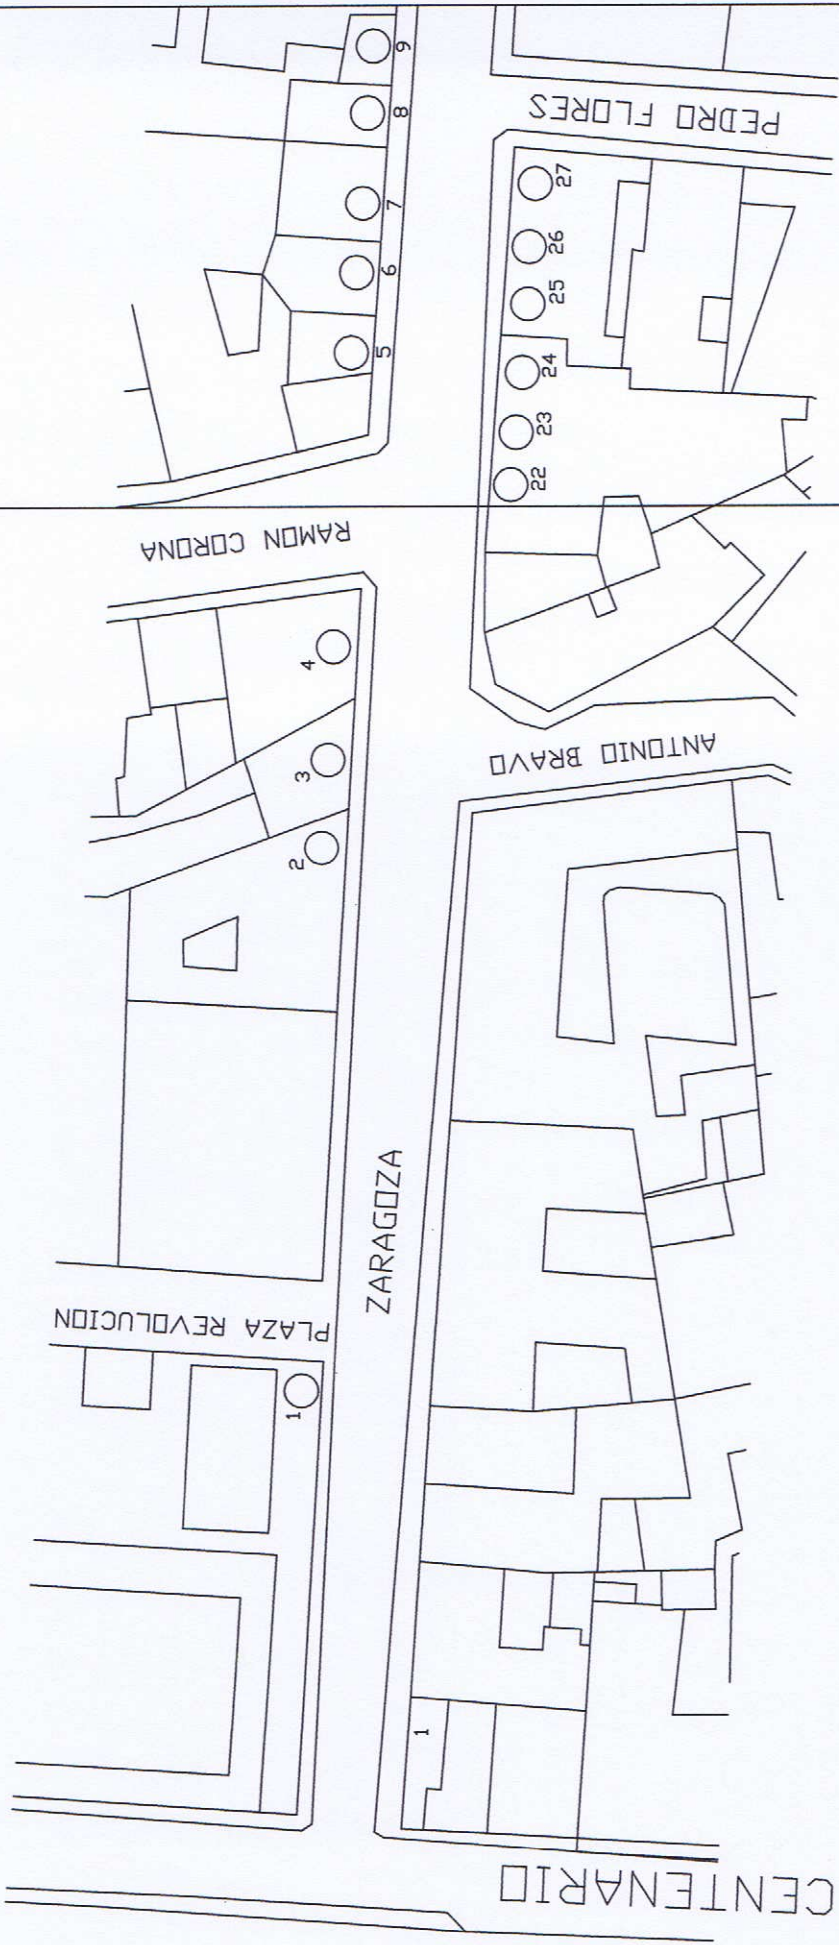 9
8
7
6
5
PEDRO FLORES
27
26
25
24
23
22
RAMON CORONA
4
3
2
ANTONIO BRAVO
ZARAGOZA
PLAZA REVOLUCION
1
1
CENTENARIO